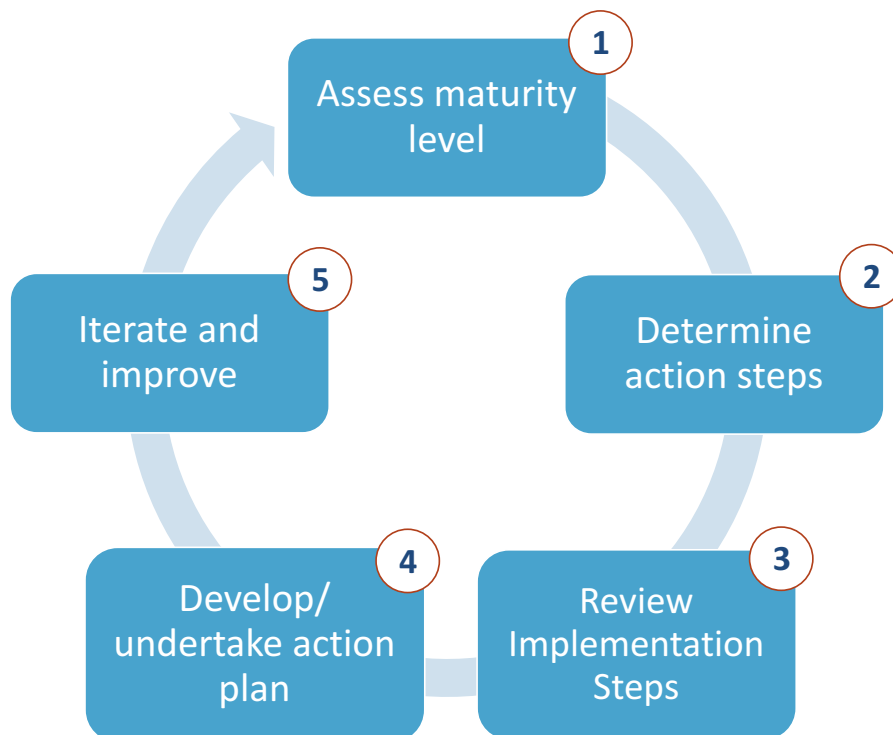 1
Assess maturity
level
2
Determine
action steps
3
Review
Implementation
Steps
4
Develop/
undertake action
plan
5
Iterate and
improve